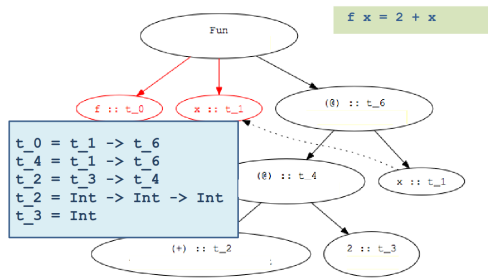 f x = 2 + x
Fun
f :: t_0
x :: t_1
(@) :: t_6
t_0 = t_1 -> t_6
t_4 = t_1 -> t_6
t_2 = t_3 -> t_4
t_2 = Int -> Int -> Int
t_3 = Int
(@) :: t_4
x :: t_1
(+) :: t_2
2 :: t_3